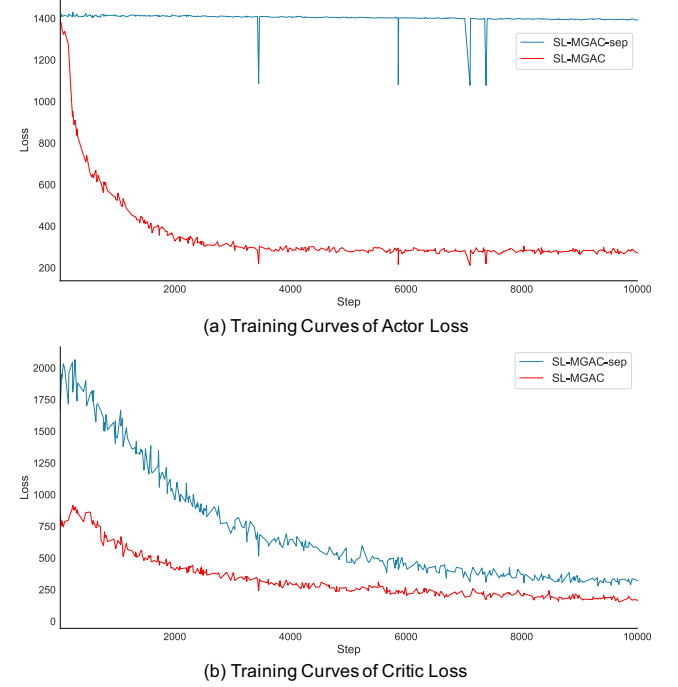 1400
1200
1000
800
600
400
200
Loss
SL-MGAC-sep
SL-MGAC
2000 4000 6000 8000 10000
Step
(a) Training Curves of Actor Loss
2000
1750
1500
1250
1000
750
500
250
0
Loss
SL-MGAC-sep
SL-MGAC
2000 4000 6000 8000 10000
Step
(b) Training Curves of Critic Loss